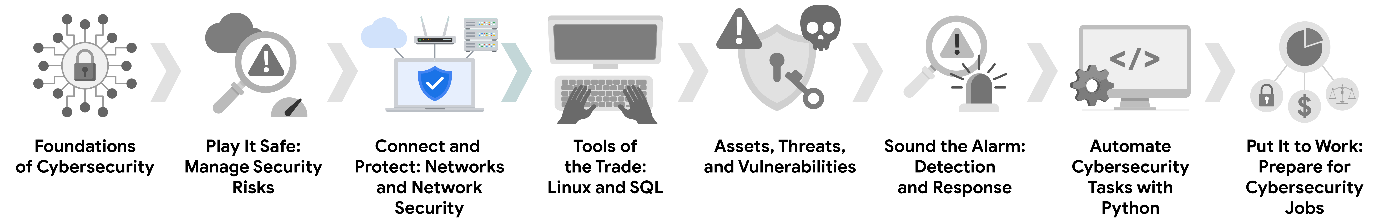 Foundations
of Cybersecurity
Play It Safe:
Manage Security
Risks
Connect and
Protect: Networks
and Network
Security
Tools of
the Trade:
Linux and SQL
Assets, Threats,
and Vulnerabilities
Sound the Alarm:
Detection
and Response
</>
Automate
Cybersecurity
Tasks with
Python
$
Put It to Work:
Prepare for
Cybersecurity
Jobs